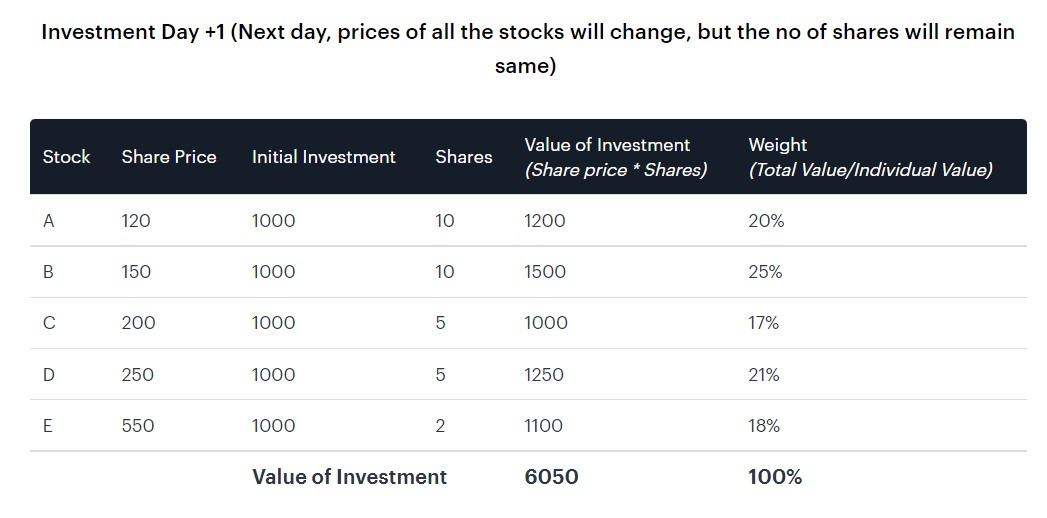 Investment Day +1 (Next day, prices of all the stocks will change, but the no of shares will remain
same)
Stock Share Price Initial Investment Shares Value of Investment (Share price * Shares) Weight (Total Value/Individual Value)
A 120 1000 10 1200 20%
B 150 1000 10 1500 25%
C 200 1000 5 1000 17%
D 250 1000 5 1250 21%
E 550 1000 2 1100 18%
Value of Investment 6050 100%